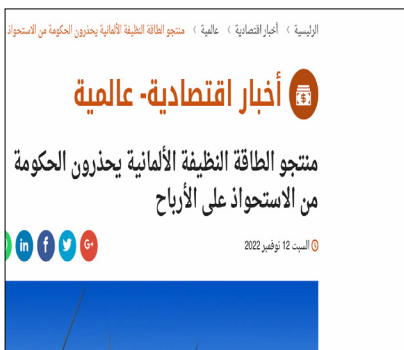 الرئيسية › أخبار اقتصادية › عالمية › منتجو الطاقة النظيفة الألمانية يحذرون الحكومة من الاستحواذ
أخبار اقتصادية- عالمية
منتجو الطاقة النظيفة الألمانية يحذرون الحكومة
من الاستحواذ على الأرباح
السبت 12 نوفمبر 2022
G+
f
in